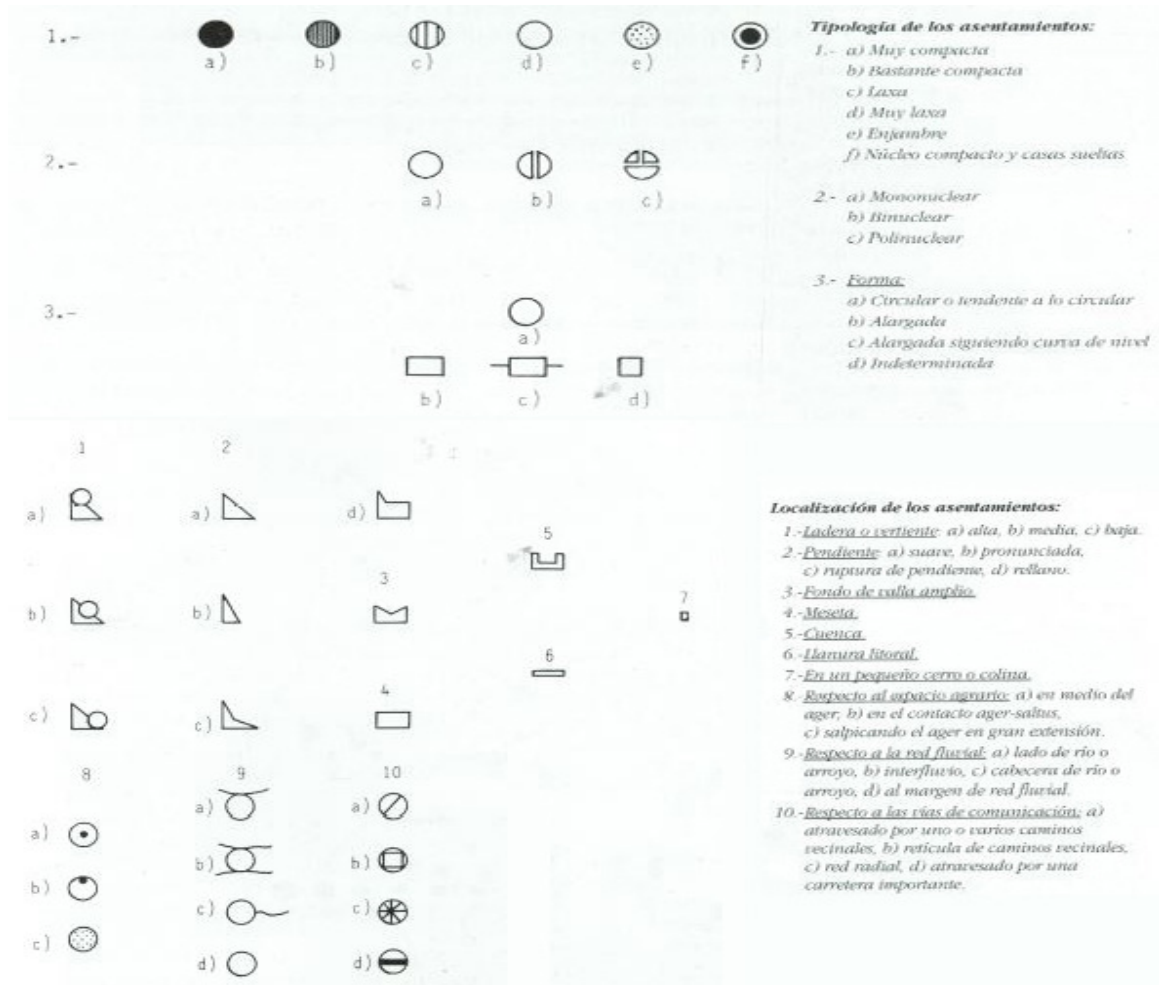 1.-
a) b) c) d) e) f)
2.-
a) b) c)
3.-
a)
b) c) d)
Tipología de los asentamientos:
1.- a) Muy compacta
b) Bastante compacta
c) Laxa
d) Muy laxa
e) Enjambre
f) Núcleo compacto y casas sueltas
2.- a) Mononuclear
b) Binuclear
c) Polinuclear
3.- Forma:
a) Circular o tendente a lo circular
b) Alargada
c) Alargada siguiendo curva de nivel
d) Indeterminada
1 2
a) a) d)
5
3
b) b)
7
6
4
c) c)
8 9 10
a) a) a)
b) b) b)
c) c) c)
d) d)
Localización de los asentamientos:
1.-Ladera o vertiente: a) alta, b) media, c) baja.
2.-Pendiente: a) suave, b) pronunciada,
c) ruptura de pendiente, d) rellano.
3.-Fondo de valla amplio.
4.-Meseta.
5.-Cuenca.
6.-Llanura litoral.
7.-En un pequeño cerro o colina.
8. Respecto al espacio agrario: a) en medio del
ager, b) en el contacto ager-saltus,
c) salpicando el ager en gran extensión.
9.-Respecto a la red fluvial: a) lado de río o
arroyo, b) interfluvio, c) cabecera de río o
arroyo, d) al margen de red fluvial.
10.-Respecto a las vías de comunicación: a)
atravesado por uno o varios caminos
vecinales, b) retícula de caminos vecinales,
c) red radial, d) atravesado por una
carretera importante.